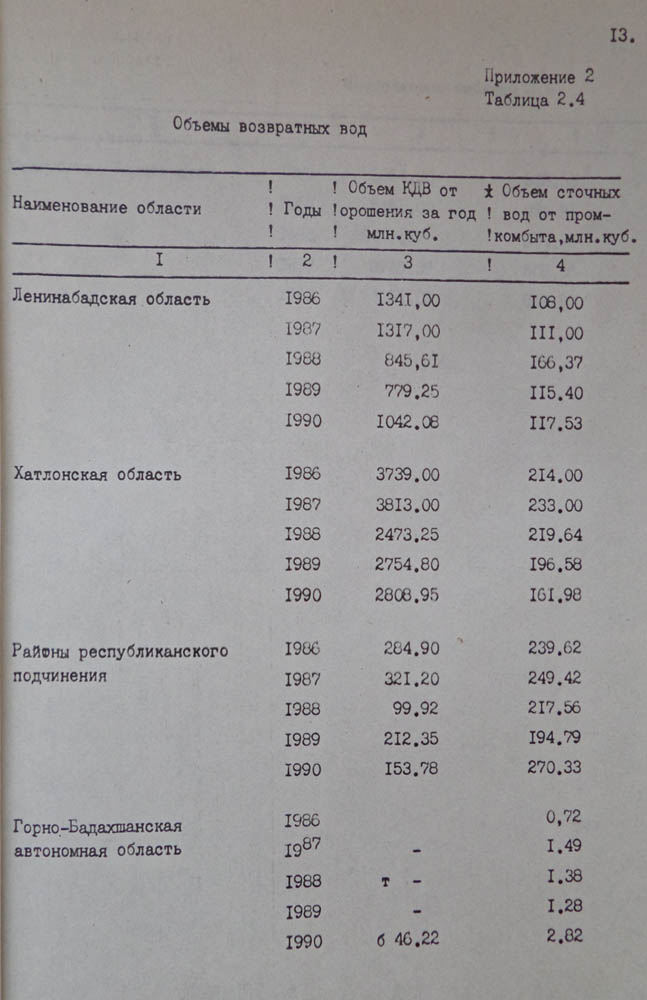 I3.
Приложение 2
Таблица 2.4
Объемы возвратных вод
! ! Объем КДВ от ! Объем сточных
Наименование области ! Годы !орошения за год ! вод от пром-
! ! млн.куб. !комбыта,млн.куб.
I ! 2 ! 3 ! 4
Ленинабадская область I986 I34I,00 I08,00
I987 I3I7,00 III,00
I988 845,6I I66,37
I989 779.25 II5.40
I990 I042.08 II7.53
Хатлонская область I986 3739.00 2I4.00
I987 38I3.00 233.00
I988 2473.25 2I9.64
I989 2754.80 I96.58
I990 2808.95 I6I.98
Районы республиканского I986 284.90 239.62
подчинения I987 32I.20 249.42
I988 99.92 2I7.56
I989 2I2.35 I94.79
I990 I53.78 270.33
Горно-Бадахшанская I986 0,72
автономная область I987 - I.49
I988 т - I.38
I989 - I.28
I990 б 46.22 2.82